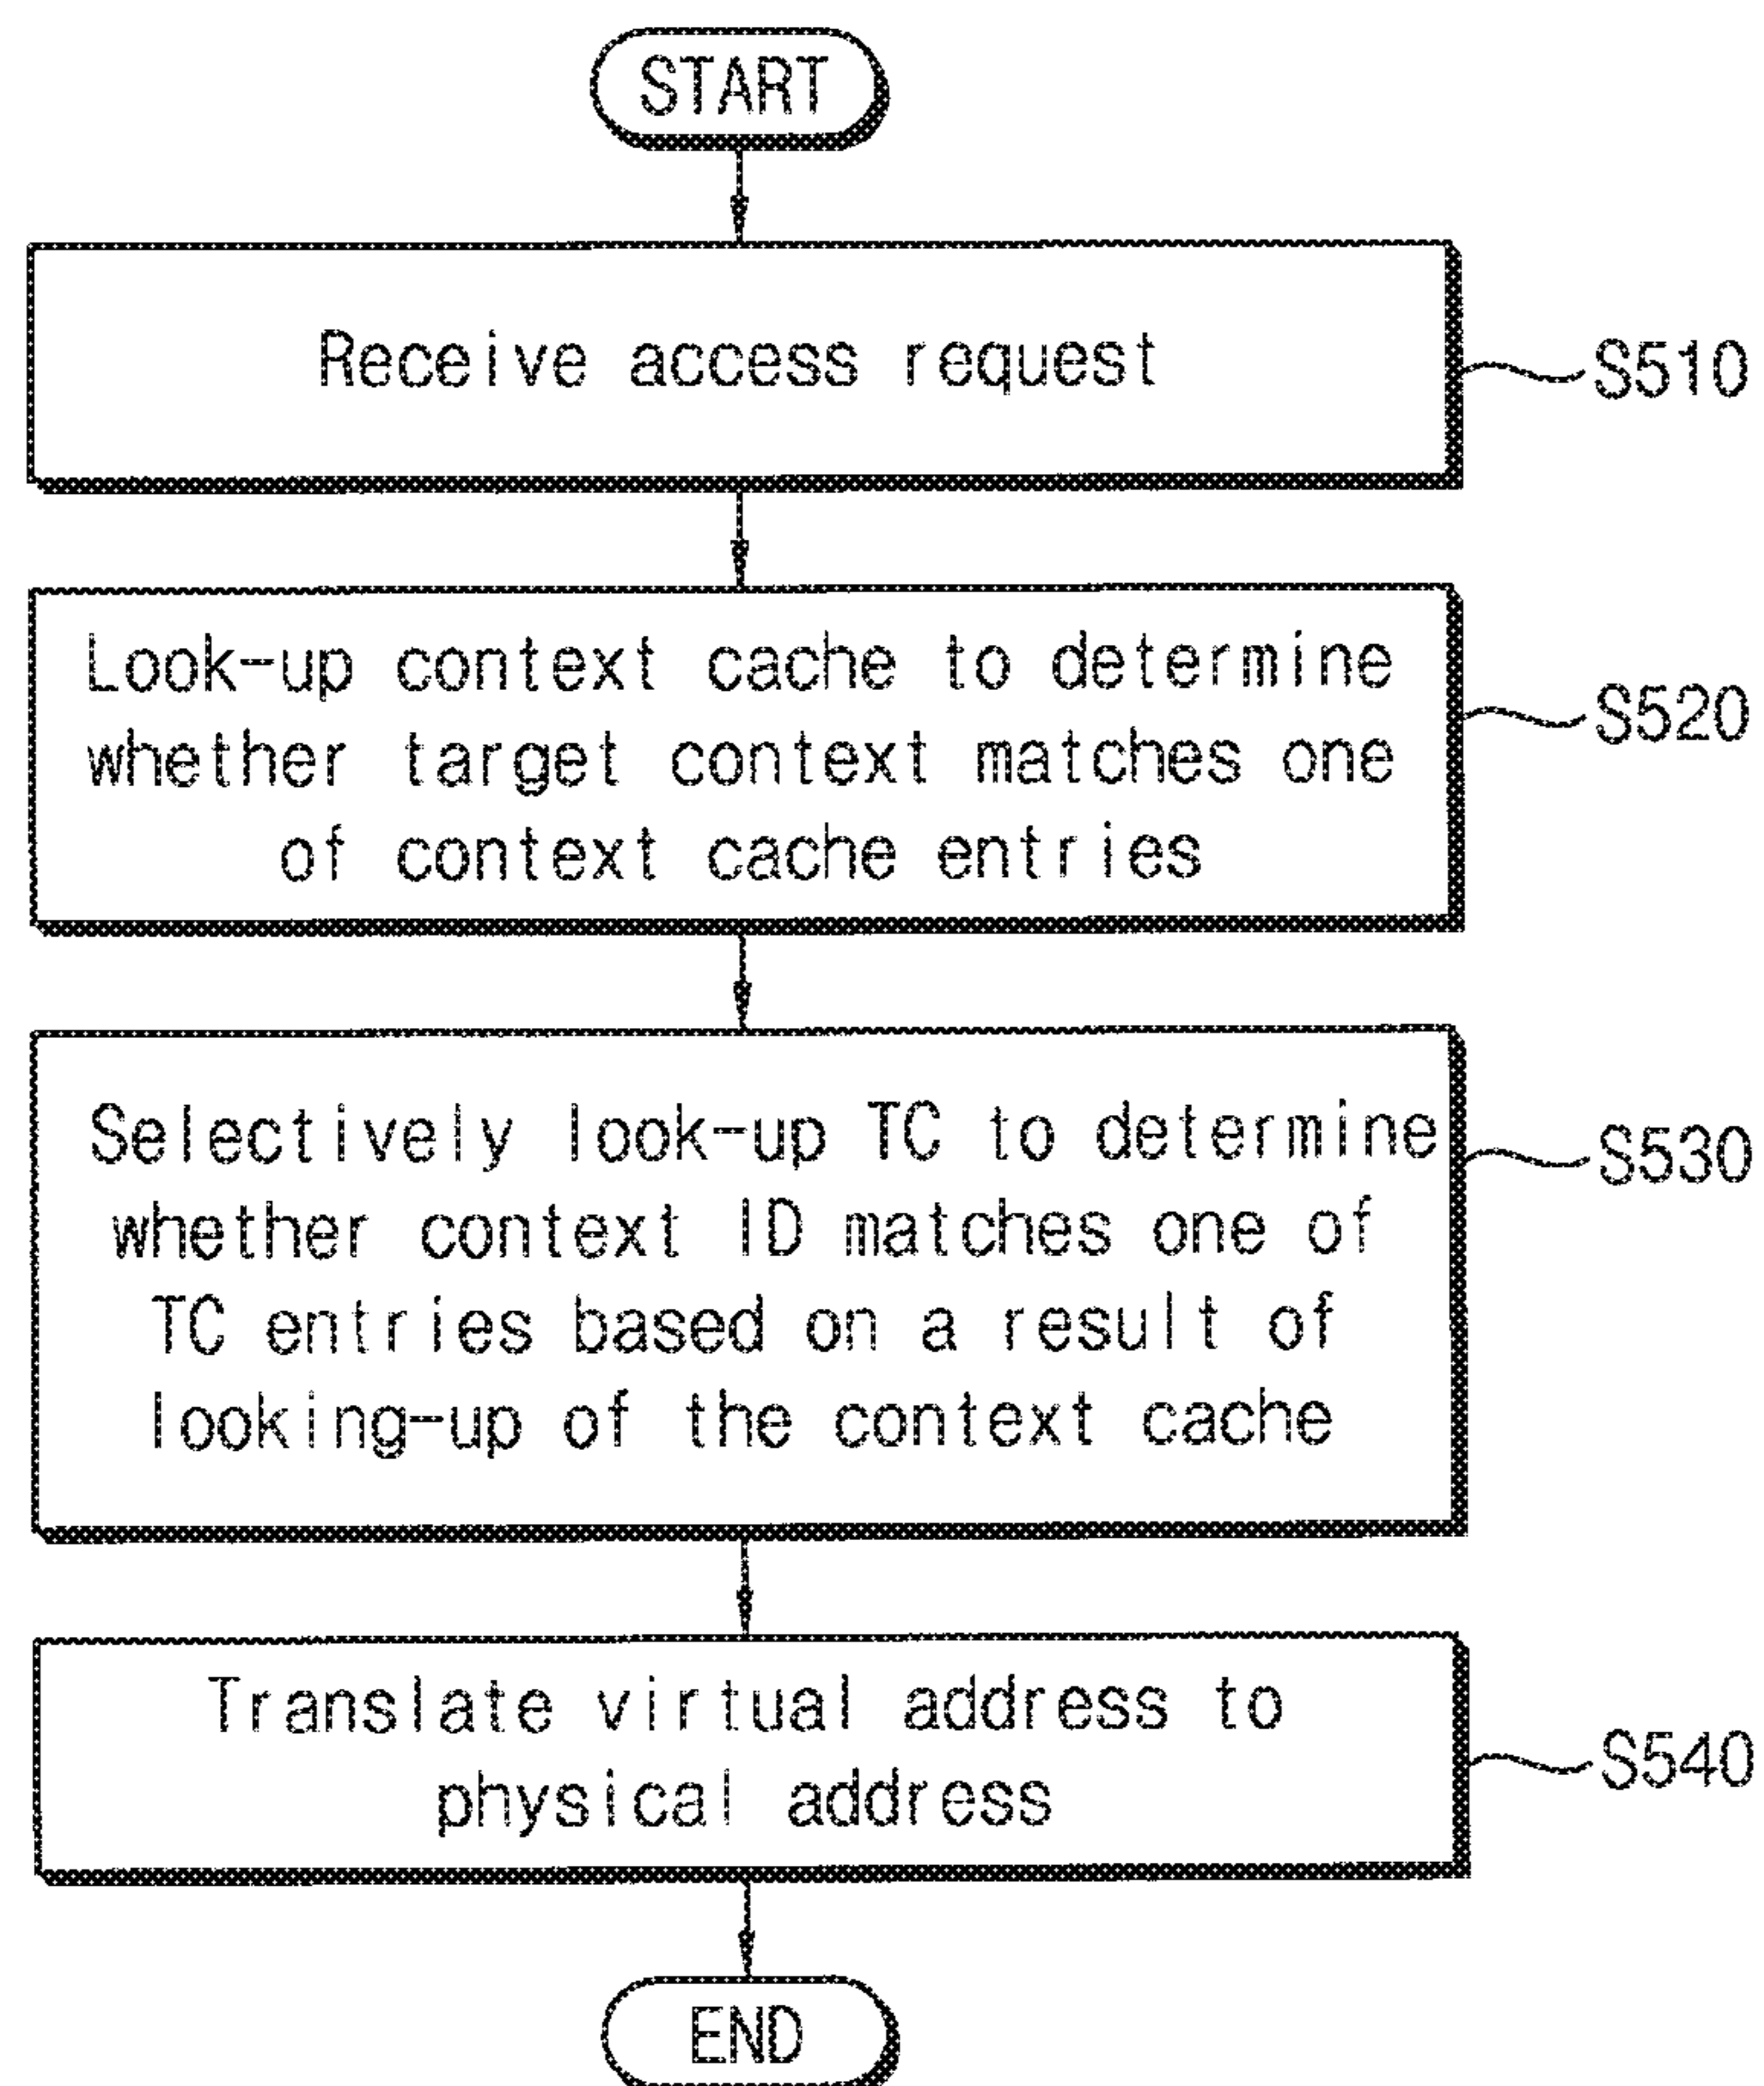 START
Receive access request
S510
Look-up context cache to determine
whether target context matches one
of context cache entries
S520
Selectively look-up TC to determine
whether context ID matches one of
TC entries based on a result of
looking-up of the context cache
S530
Translate virtual address to
physical address
S540
END